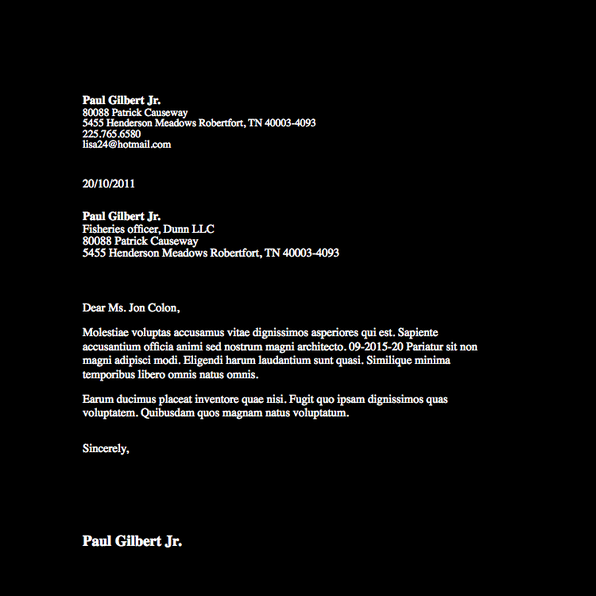 Paul Gilbert Jr.
80088 Patrick Causeway
5455 Henderson Meadows Robertfort, TN 40003-4093
225.765.6580
lisa24@hotmail.com
20/10/2011
Paul Gilbert Jr.
Fisheries officer, Dunn LLC
80088 Patrick Causeway
5455 Henderson Meadows Robertfort, TN 40003-4093
Dear Ms. Jon Colon,
Molestiae voluptas accusamus vitae dignissimos asperiores qui est. Sapiente
accusantium officia animi sed nostrum magni architecto. 09-2015-20 Pariatur sit non
magni adipisci modi. Eligendi harum laudantium sunt quasi. Similique minima
temporibus libero omnis natus omnis.
Earum ducimus placeat inventore quae nisi. Fugit quo ipsam dignissimos quas
voluptatem. Quibusdam quos magnam natus voluptatum.
Sincerely,
Paul Gilbert Jr.